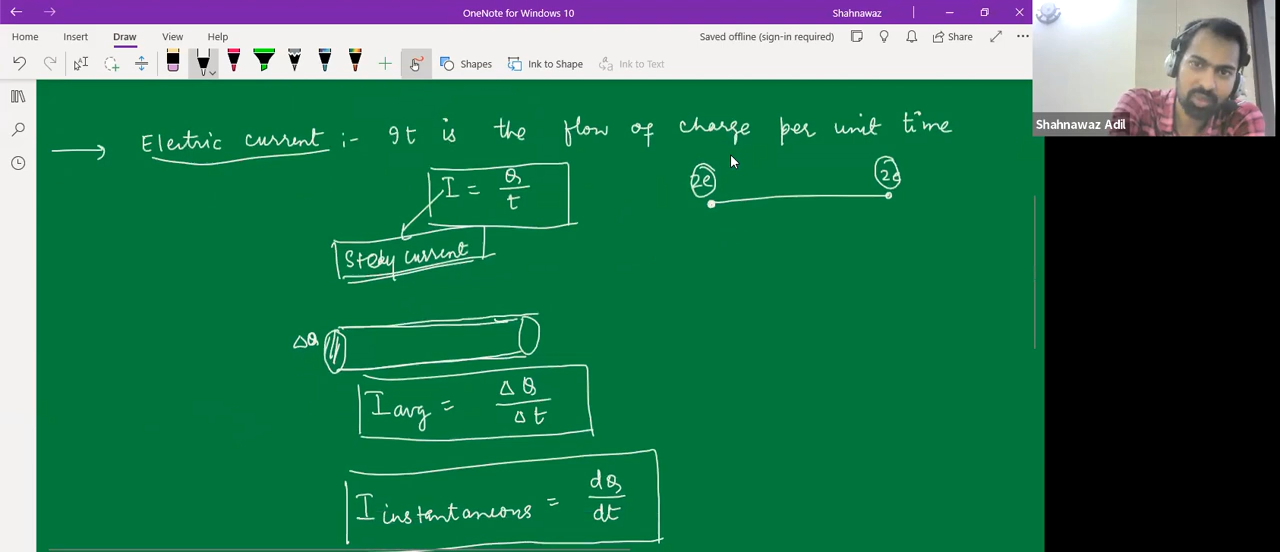 OneNote for Windows 10
Shahnawaz
Home Insert Draw View Help
Saved offline (sign-in required)
Share
Shapes
Ink to Shape
Ink to Text
Shahnawaz Adil
Electric current :- It is the flow of charge per unit time
I = Q/t
2e 2e
Stedy current
ΔQ
I avg = ΔQ/Δt
I instantaneous = dQ/dt